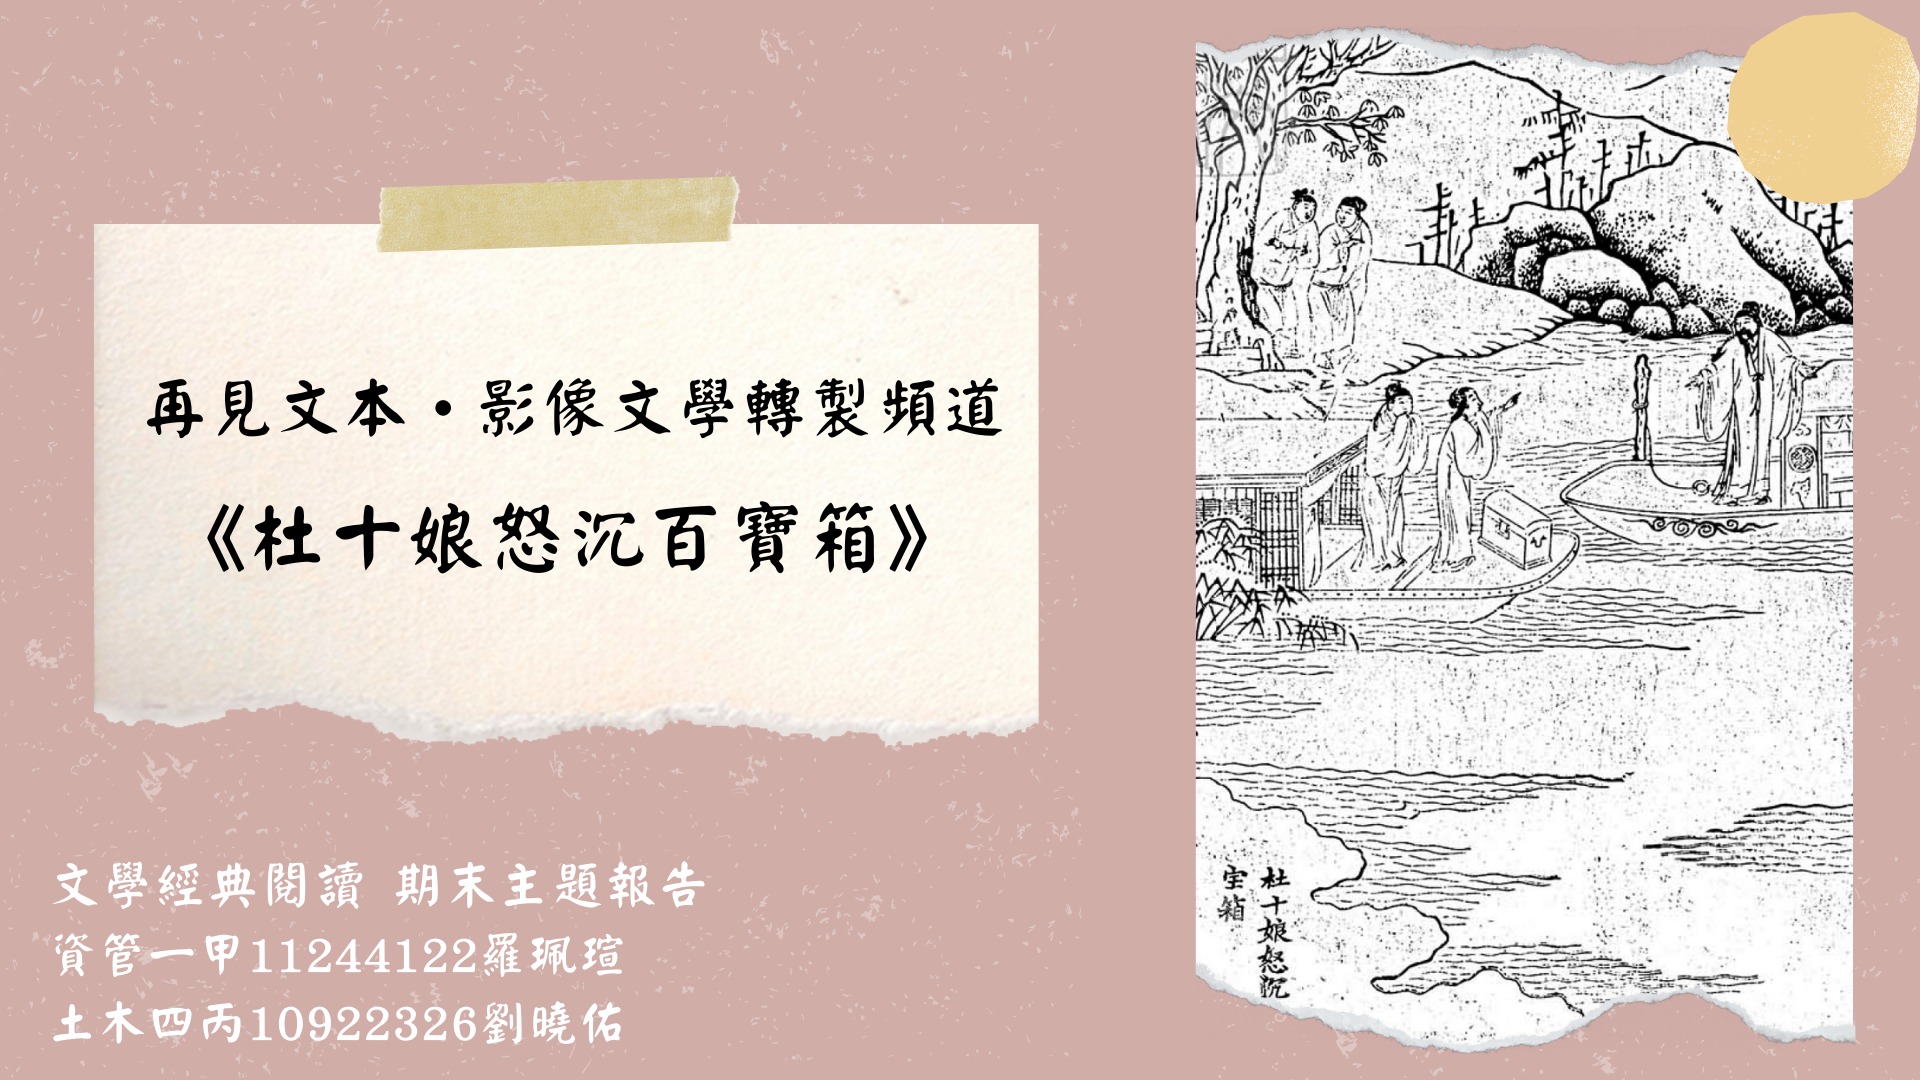 再見文本•影像文學轉製頻道
《杜十娘怒沉百寶箱》
文學經典閱讀 期末主題報告
資管一甲11244122羅珮瑄
土木四丙10922326劉曉佑
杜十娘怒沉
宝箱